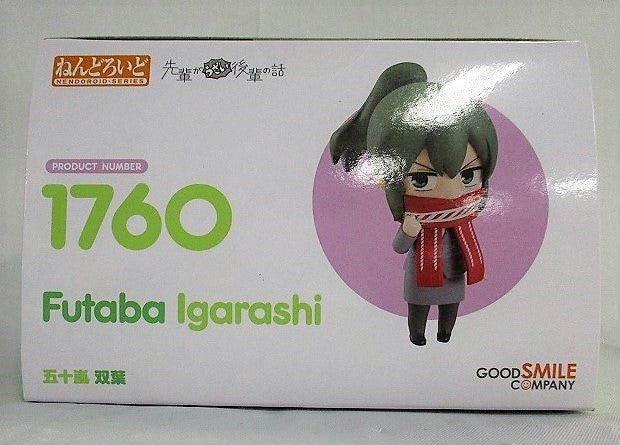 ねんどろいど
NENDOROID·SERIES
先輩がうざい後輩の話
PRODUCT NUMBER
1760
Futaba Igarashi
五十嵐 双葉
GOOD SMILE
COMPANY